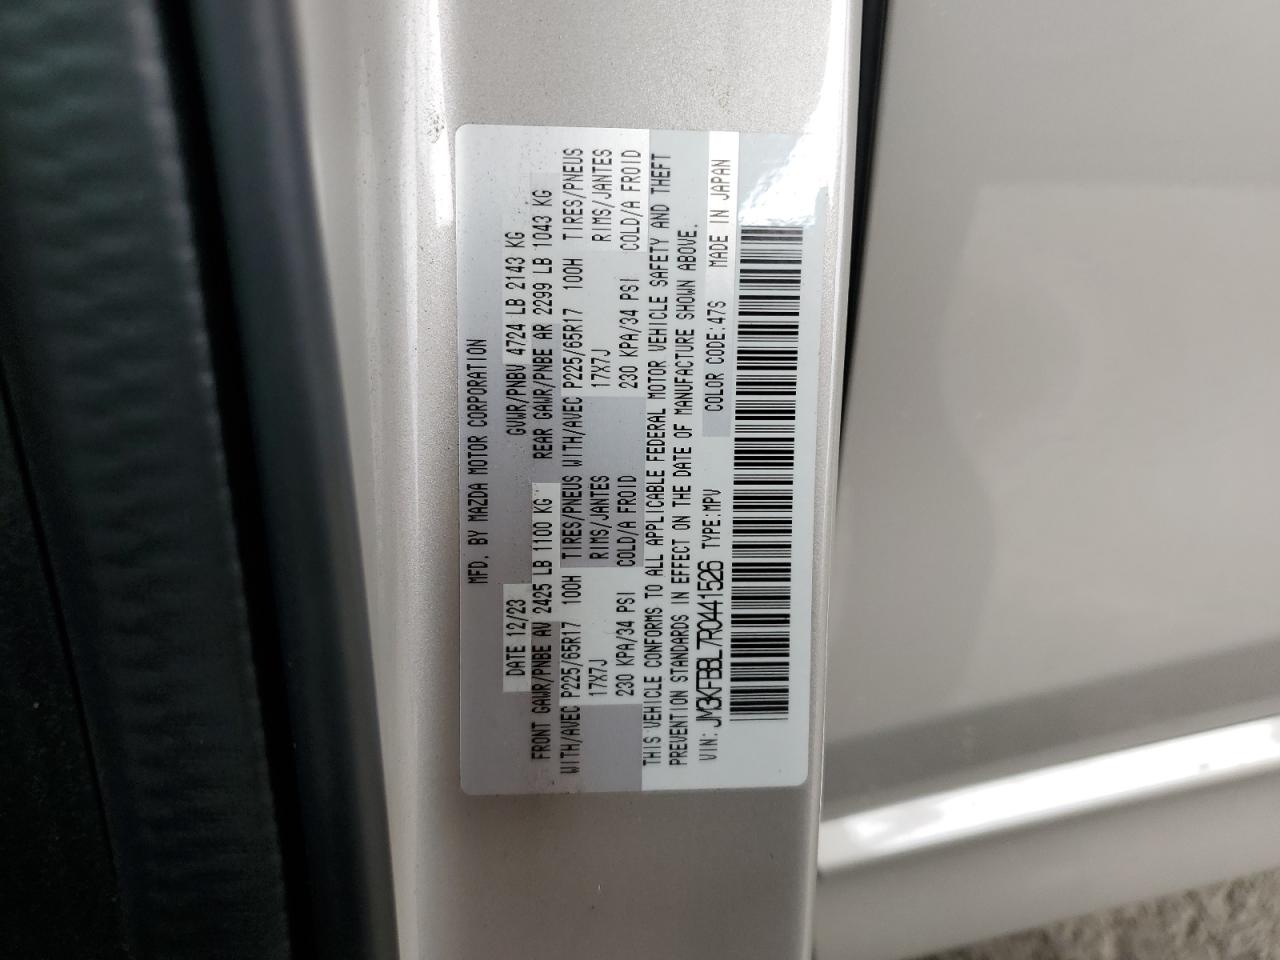 MFD. BY MAZDA MOTOR CORPORATION
DATE 12/23 GVWR/PNBV 4724 LB 2143 KG
FRONT GAWR/PNBE AV 2425 LB 1100 KG REAR GAWR/PNBE AR 2299 LB 1043 KG
WITH/AVEC P225/65R17 100H TIRES/PNEUS WITH/AVEC P225/65R17 100H TIRES/PNEUS
17X7J RIMS/JANTES 17X7J RIMS/JANTES
230 KPA/34 PSI COLD/A FROID 230 KPA/34 PSI COLD/A FROID
THIS VEHICLE CONFORMS TO ALL APPLICABLE FEDERAL MOTOR VEHICLE SAFETY AND THEFT
PREVENTION STANDARDS IN EFFECT ON THE DATE OF MANUFACTURE SHOWN ABOVE.
VIN: JM3KFBBL7R0441526 TYPE:MPV COLOR CODE:47S MADE IN JAPAN